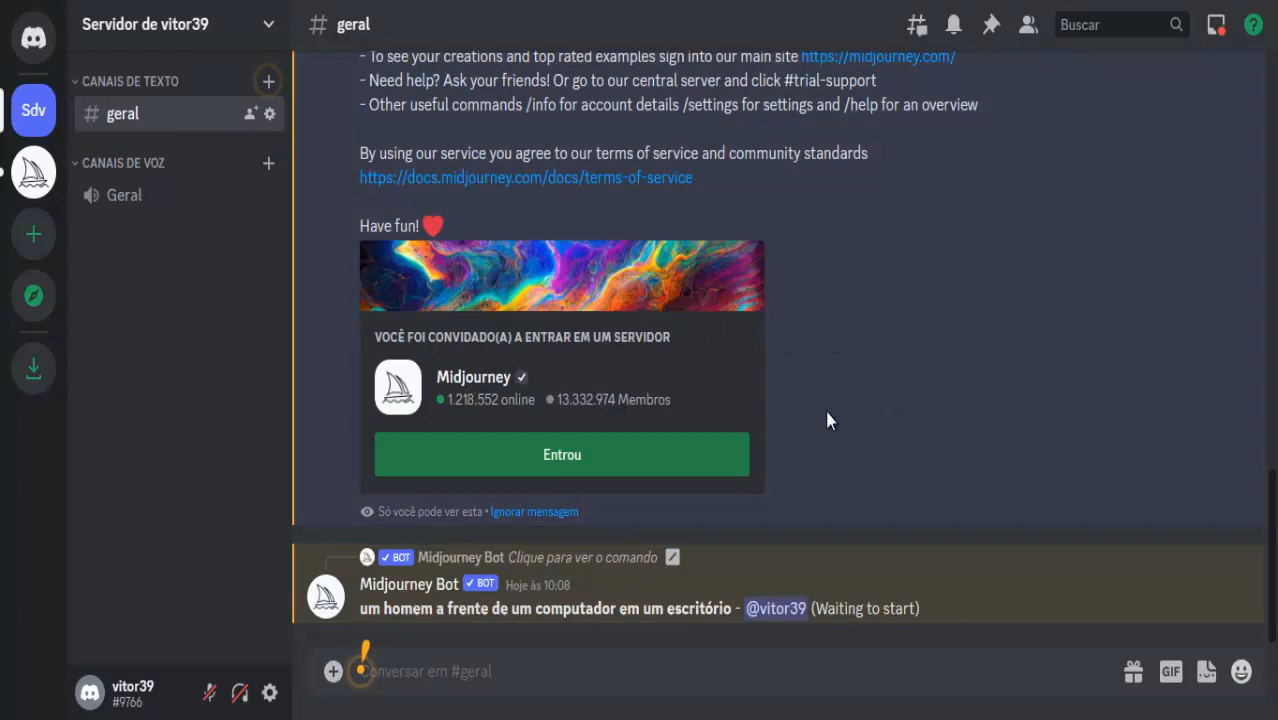 Servidor de vitor39
geral
Buscar
- To see your creations and top rated examples sign into our main site https://midjourney.com/
CANAIS DE TEXTO
- Need help? Ask your friends! Or go to our central server and click #trial-support
- Other useful commands /info for account details /settings for settings and /help for an overview
Sdv
geral
By using our service you agree to our terms of service and community standards
CANAIS DE VOZ
https://docs.midjourney.com/docs/terms-of-service
Geral
Have fun!
VOCÊ FOI CONVIDADO(A) A ENTRAR EM UM SERVIDOR
Midjourney
1.218.552 online 13.332.974 Membros
Entrou
Só você pode ver esta • Ignorar mensagem
BOT Midjourney Bot Clique para ver o comando
Midjourney Bot BOT Hoje às 10:08
um homem a frente de um computador em um escritório - @vitor39 (Waiting to start)
Conversar em #geral
GIF
vitor39
#9766